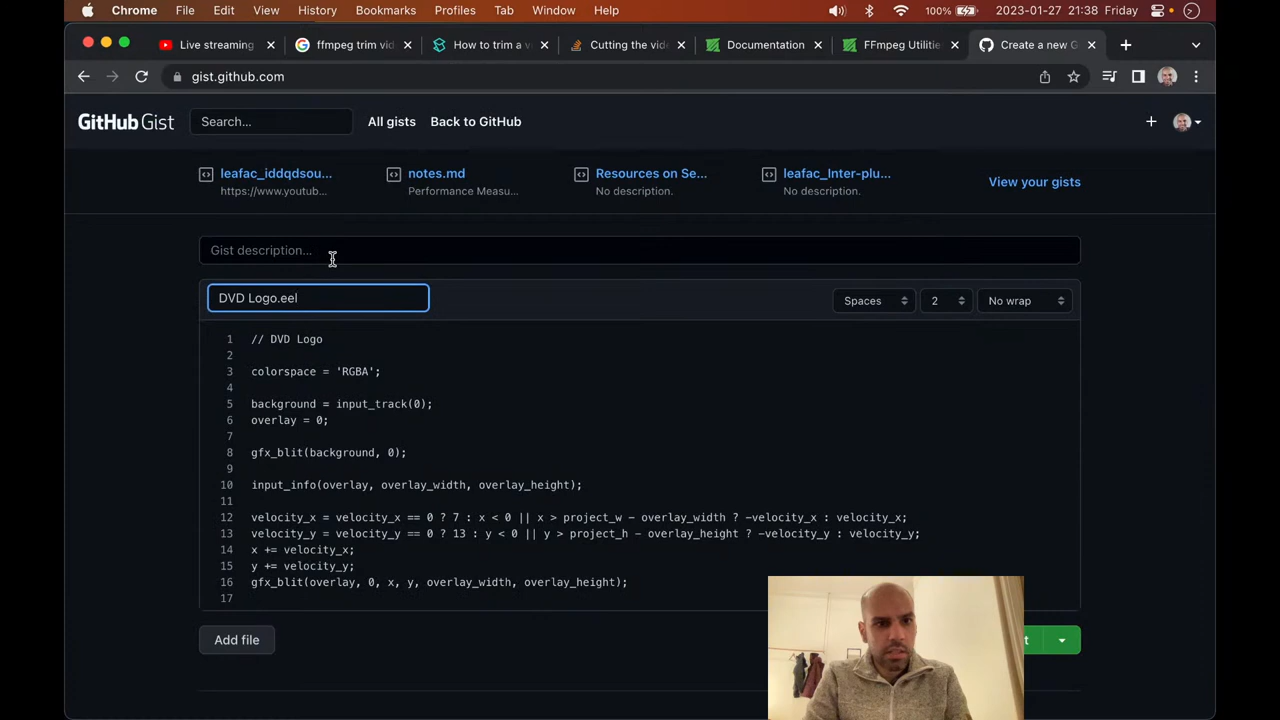 Chrome File Edit View History Bookmarks Profiles Tab Window Help 100% 2023-01-27 21:38 Friday
Live streaming ffmpeg trim vid How to trim a v Cutting the vide Documentation FFmpeg Utilitie Create a new G
gist.github.com
GitHub Gist Search... All gists Back to GitHub
leafac_iddqdsou... notes.md Resources on Se... leafac_Inter-plu... View your gists
https://www.youtub... Performance Measu... No description. No description.
Gist description...
DVD Logo.eel Spaces 2 No wrap
1 // DVD Logo
2
3 colorspace = 'RGBA';
4
5 background = input_track(0);
6 overlay = 0;
7
8 gfx_blit(background, 0);
9
10 input_info(overlay, overlay_width, overlay_height);
11
12 velocity_x = velocity_x == 0 ? 7 : x < 0 || x > project_w - overlay_width ? -velocity_x : velocity_x;
13 velocity_y = velocity_y == 0 ? 13 : y < 0 || y > project_h - overlay_height ? -velocity_y : velocity_y;
14 x += velocity_x;
15 y += velocity_y;
16 gfx_blit(overlay, 0, x, y, overlay_width, overlay_height);
17
Add file t